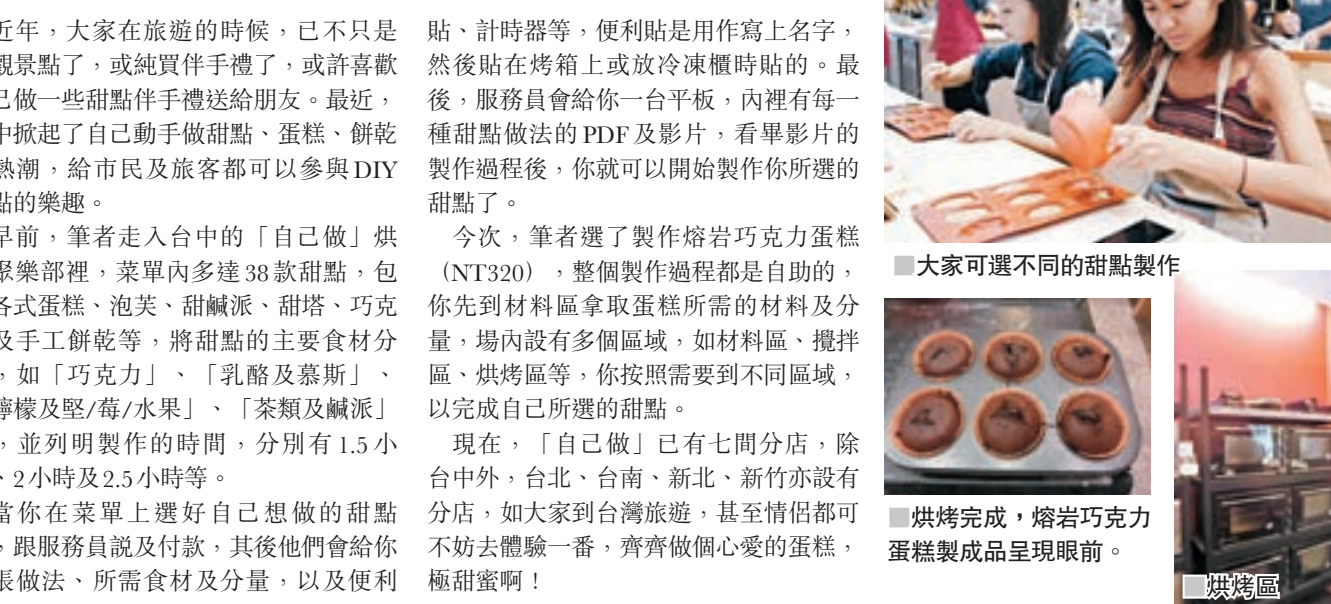 近年，大家在旅遊的時候，已不只是
觀景點了，或純買伴手禮了，或許喜歡
己做一些甜點伴手禮送給朋友。最近，
中掀起了自己動手做甜點、蛋糕、餅乾
熱潮，給市民及旅客都可以參與DIY
點的樂趣。
早前，筆者走入台中的「自己做」烘
聚樂部裡，菜單內多達38款甜點，包
各式蛋糕、泡芙、甜鹹派、甜塔、巧克
及手工餅乾等，將甜點的主要食材分
，如「巧克力」、「乳酪及慕斯」、
檸檬及堅/莓/水果」、「茶類及鹹派」
，並列明製作的時間，分別有1.5小
、2小時及2.5小時等。
當你在菜單上選好自己想做的甜點
，跟服務員説及付款，其後他們會給你
張做法、所需食材及分量，以及便利
貼、計時器等，便利貼是用作寫上名字，
然後貼在烤箱上或放冷凍櫃時貼的。最
後，服務員會給你一台平板，內裡有每一
種甜點做法的PDF及影片，看畢影片的
製作過程後，你就可以開始製作你所選的
甜點了。
今次，筆者選了製作熔岩巧克力蛋糕
（NT320），整個製作過程都是自助的，
你先到材料區拿取蛋糕所需的材料及分
量，場內設有多個區域，如材料區、攪拌
區、烘烤區等，你按照需要到不同區域，
以完成自己所選的甜點。
現在，「自己做」已有七間分店，除
台中外，台北、台南、新北、新竹亦設有
分店，如大家到台灣旅遊，甚至情侶都可
不妨去體驗一番，齊齊做個心愛的蛋糕，
極甜蜜啊！
■大家可選不同的甜點製作
■烘烤完成，熔岩巧克力
蛋糕製成品呈現眼前。
■烘烤區